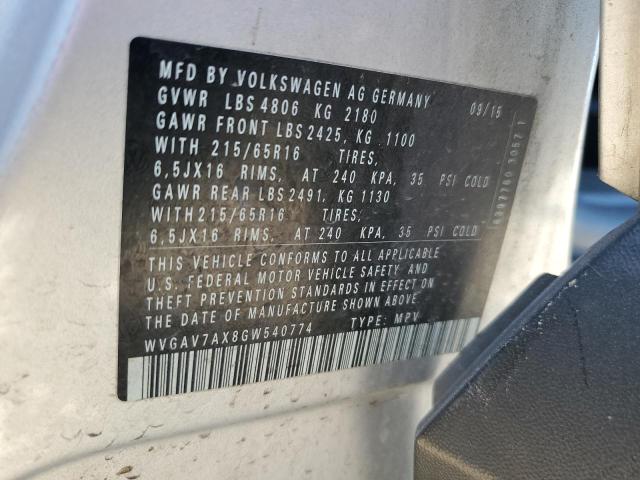 MFD BY VOLKSWAGEN AG GERMANY 09/15
GVWR LBS 4806 KG 2180
GAWR FRONT LBS 2425, KG 1100
WITH 215/65R16 TIRES,
6,5JX16 RIMS, AT 240 KPA, 35 PSI COLD
GAWR REAR LBS 2491, KG 1130
WITH 215/65R16 TIRES,
6,5JX16 RIMS, AT 240 KPA, 35 PSI COLD
THIS VEHICLE CONFORMS TO ALL APPLICABLE
U.S. FEDERAL MOTOR VEHICLE SAFETY AND
THEFT PREVENTION STANDARDS IN EFFECT ON
THE DATE OF MANUFACTURE SHOWN ABOVE.
WVGAV7AX8GW540774 TYPE: MPV